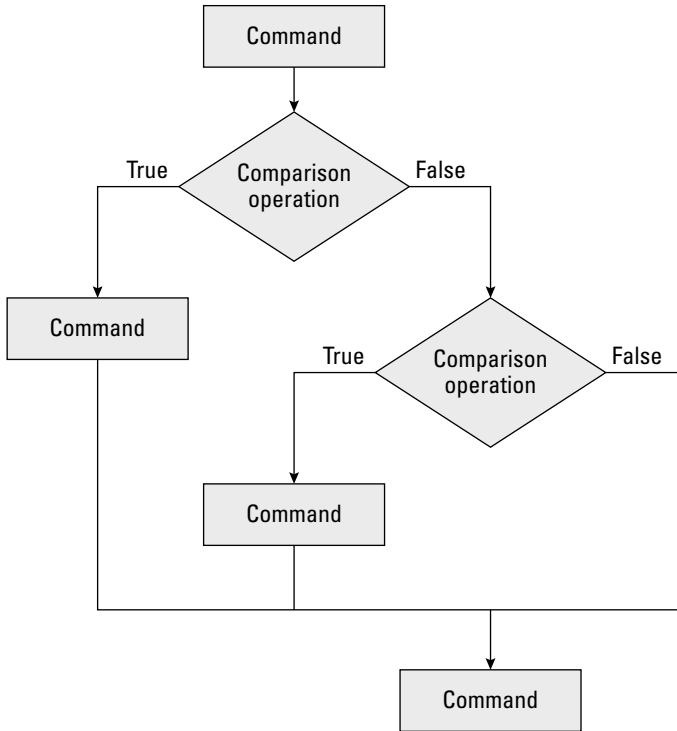 Command
True
Comparison
operation
False
Command
True
Comparison
operation
False
Command
Command